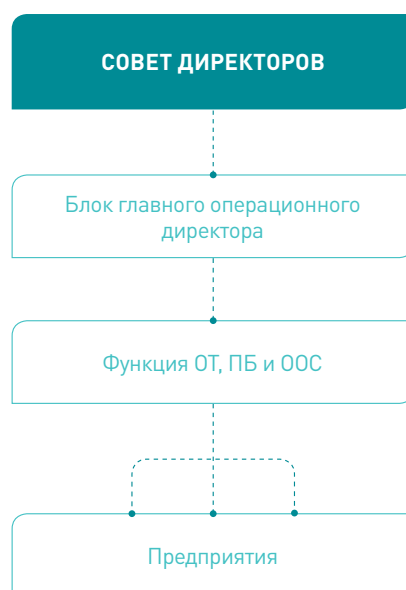 СОВЕТ ДИРЕКТОРОВ
Блок главного операционного
директора
Функция ОТ, ПБ и ООС
Предприятия